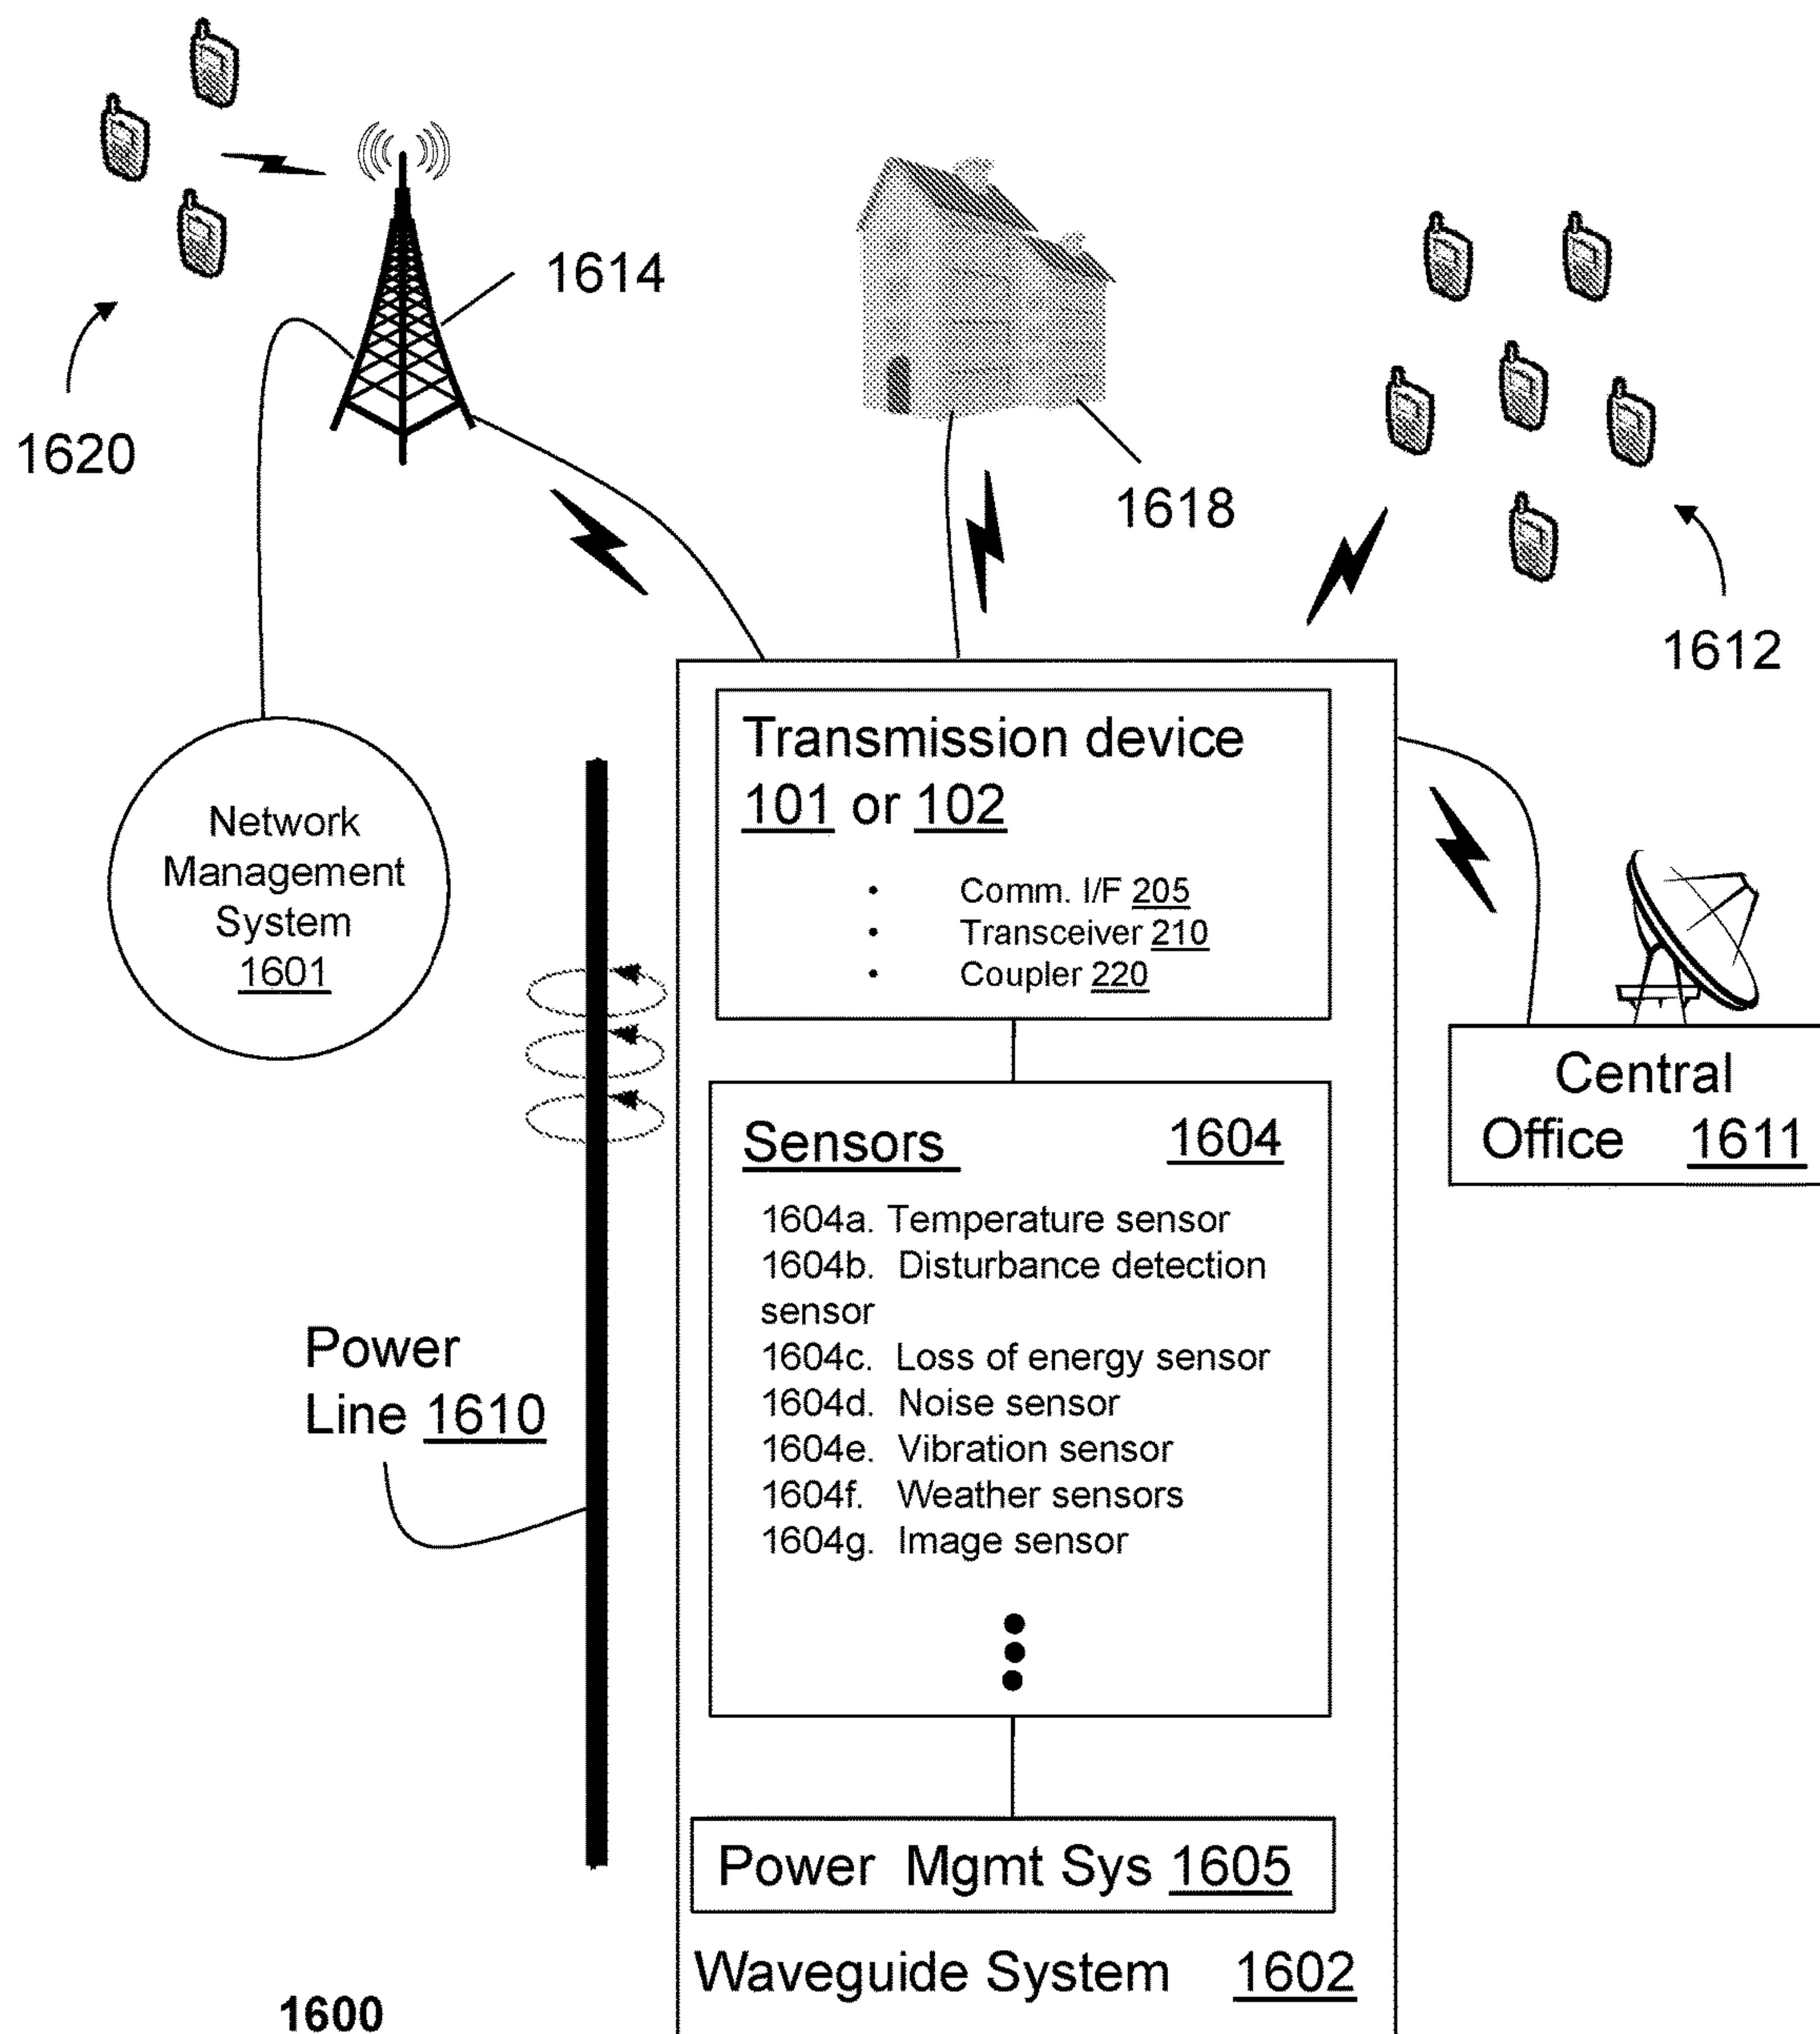 1614
1620
1618
1612
Network
Management
System
1601
Transmission device
101 or 102
• Comm. I/F 205
• Transceiver 210
• Coupler 220
Central
Office 1611
Sensors 1604
1604a. Temperature sensor
1604b. Disturbance detection
sensor
1604c. Loss of energy sensor
1604d. Noise sensor
1604e. Vibration sensor
1604f. Weather sensors
1604g. Image sensor
Power
Line 1610
Power Mgmt Sys 1605
Waveguide System 1602
1600